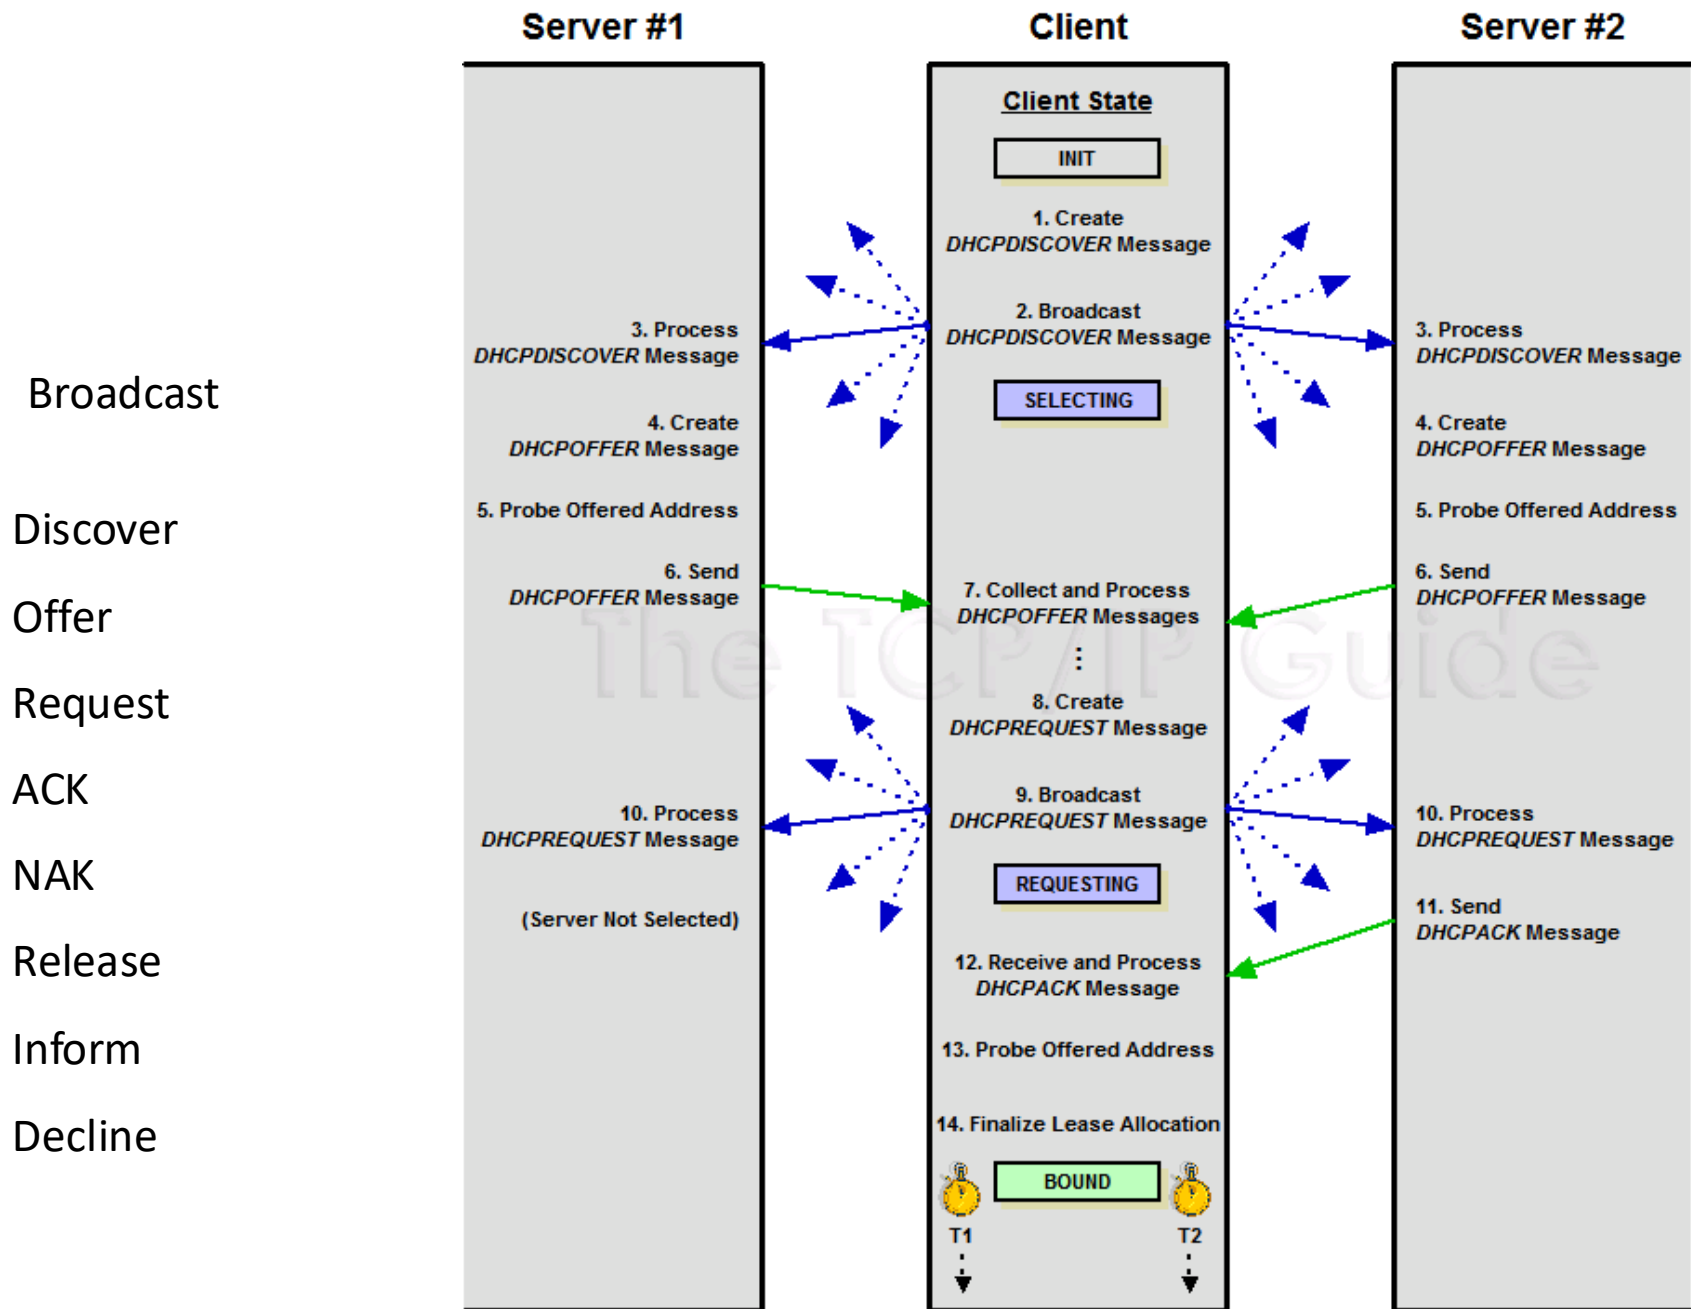 Server #1
Client
Server #2
Broadcast
Discover
Offer
Request
ACK
NAK
Release
Inform
Decline
3. Process
DHCPDISCOVER Message
4. Create
DHCPOFFER Message
5. Probe Offered Address
6. Send
DHCPOFFER Message
10. Process
DHCPREQUEST Message
(Server Not Selected)
Client State
INIT
1. Create
DHCPDISCOVER Message
2. Broadcast
DHCPDISCOVER Message
SELECTING
7. Collect and Process
DHCPOFFER Messages
⋮
8. Create
DHCPREQUEST Message
9. Broadcast
DHCPREQUEST Message
REQUESTING
12. Receive and Process
DHCPACK Message
13. Probe Offered Address
14. Finalize Lease Allocation
BOUND
T1
T2
3. Process
DHCPDISCOVER Message
4. Create
DHCPOFFER Message
5. Probe Offered Address
6. Send
DHCPOFFER Message
10. Process
DHCPREQUEST Message
11. Send
DHCPACK Message
The TCP/IP Guide